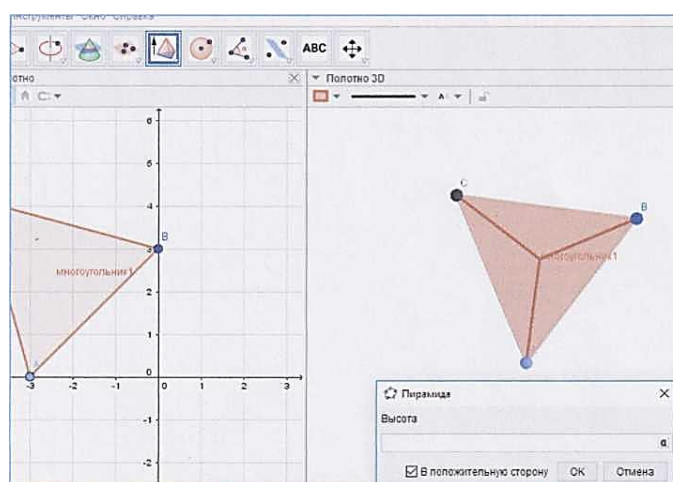 Инструменты Окно Справка
ABC
отно
Полотно 3D
6
5
4
3
2
1
0
-1
-2
-3
-2
-1
0
1
2
3
A
B
многоугольник1
C
B
многоугольник1
Пирамида
Высота
α
В положительную сторону
OK
Отмена